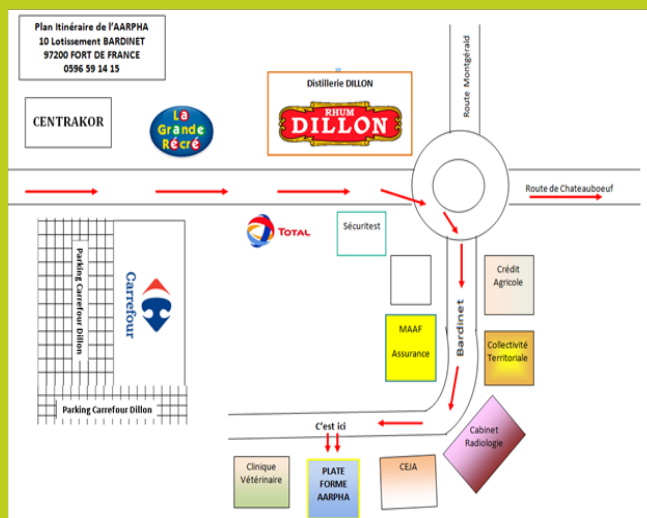 Plan Itinéraire de l'AARPHA
10 Lotissement BARDINET
97200 FORT DE FRANCE
0596 59 14 15
CENTRAKOR
La
Grande
Récré
Distillerie DILLON
RHUM
DILLON
Route Montgérald
Route de Chateauboeuf
TOTAL
Sécuritest
Parking Carrefour Dillon
Carrefour
Parking Carrefour Dillon
MAAF
Assurance
Bardinet
Crédit
Agricole
Collectivité
Territoriale
Cabinet
Radiologie
C'est ici
Clinique
Vétérinaire
PLATE
FORME
AARPHA
CEJA